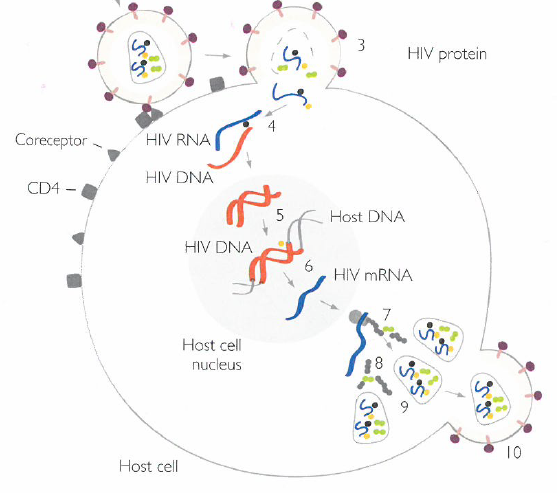 3
HIV protein
4
Coreceptor
HIV RNA
HIV DNA
CD4
5
Host DNA
HIV DNA
6
HIV mRNA
7
Host cell
nucleus
8
9
10
Host cell